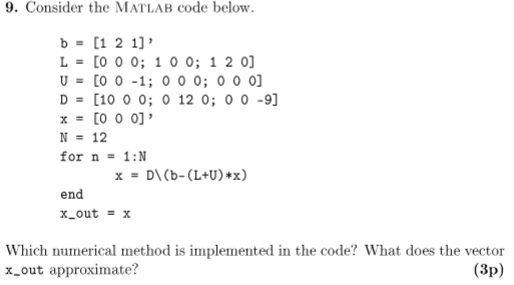 9. Consider the MATLAB code below.
b = [1 2 1]'
L = [0 0 0; 1 0 0; 1 2 0]
U = [0 0 -1; 0 0 0; 0 0 0]
D = [10 0 0; 0 12 0; 0 0 -9]
x = [0 0 0]'
N = 12
for n = 1:N
x = D\(b-(L+U)*x)
end
x_out = x
Which numerical method is implemented in the code? What does the vector
x_out approximate? (3p)